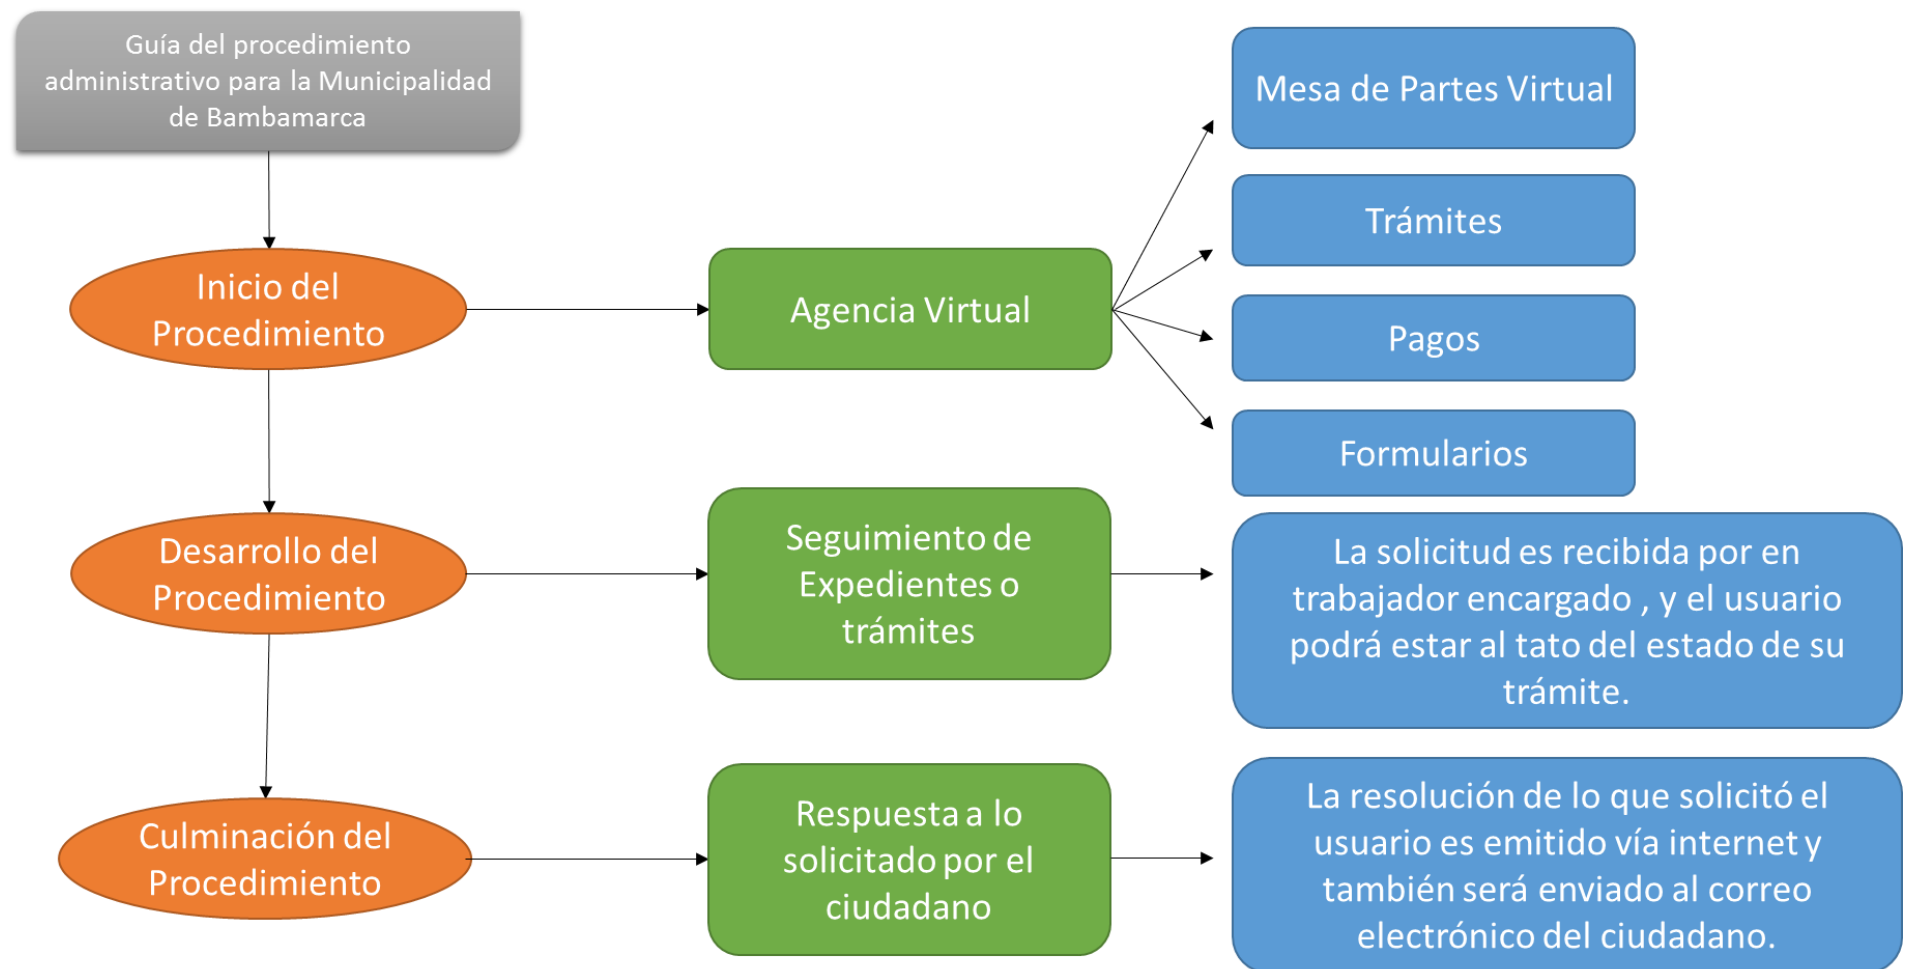 Guía del procedimiento
administrativo para la Municipalidad
de Bambamarca
Inicio del
Procedimiento
Agencia Virtual
Mesa de Partes Virtual
Trámites
Pagos
Formularios
Desarrollo del
Procedimiento
Seguimiento de
Expedientes o
trámites
La solicitud es recibida por en
trabajador encargado , y el usuario
podrá estar al tato del estado de su
trámite.
Culminación del
Procedimiento
Respuesta a lo
solicitado por el
ciudadano
La resolución de lo que solicitó el
usuario es emitido vía internet y
también será enviado al correo
electrónico del ciudadano.